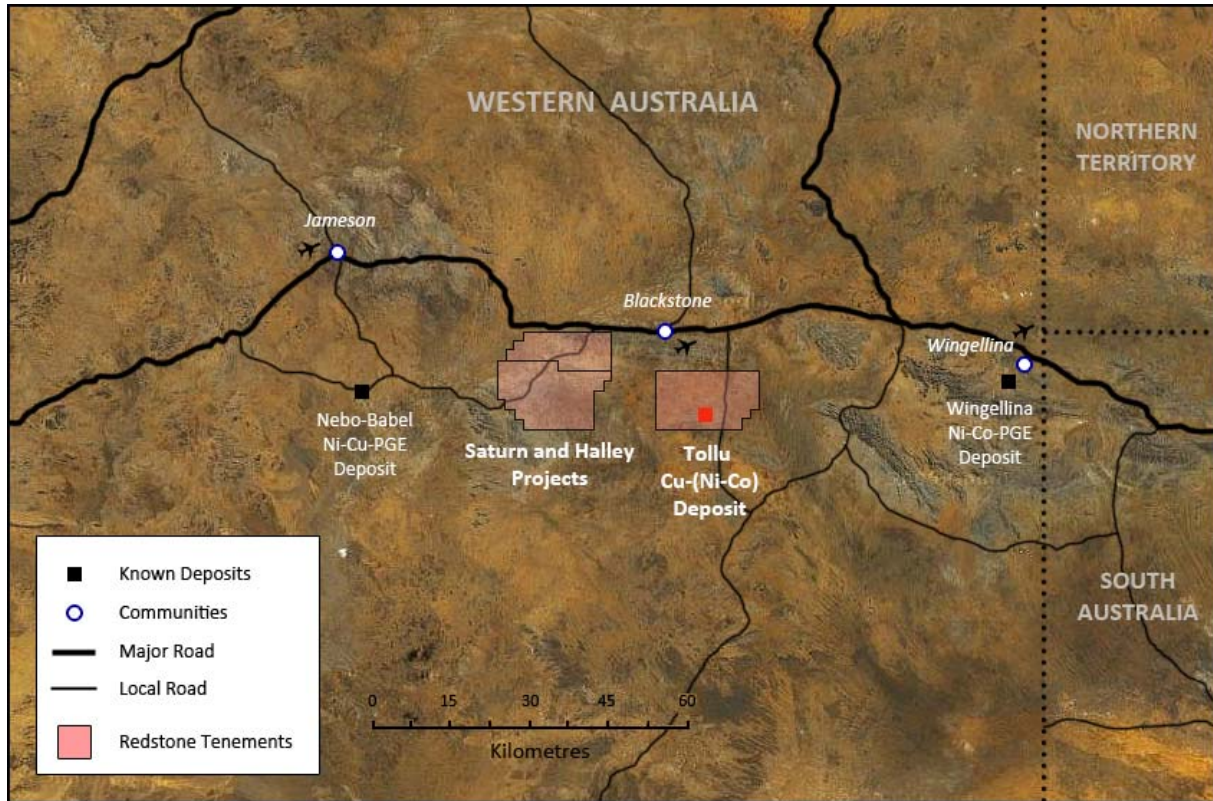 WESTERN AUSTRALIA
NORTHERN
TERRITORY
Jameson
Blackstone
Wingellina
Nebo-Babel
Ni-Cu-PGE
Deposit
Saturn and Halley
Projects
Tollu
Cu-(Ni-Co)
Deposit
Wingellina
Ni-Co-PGE
Deposit
SOUTH
AUSTRALIA
Known Deposits
Communities
Major Road
Local Road
Redstone Tenements
0 15 30 45 60
Kilometres